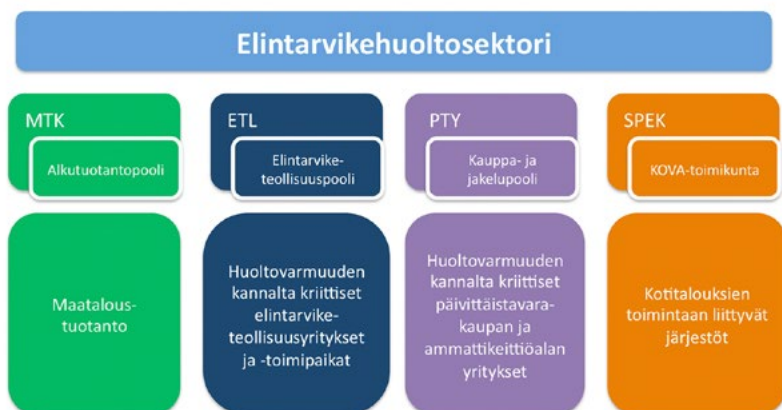 Elintarvikehuoltosektori
MTK
Alkutuotantopooli
Maatalous-
tuotanto
ETL
Elintarvike-
teollisuuspooli
Huoltovarmuuden
kannalta kriittiset
elintarvike-
teollisuusyritykset
ja -toimipaikat
PTY
Kauppa- ja
jakelupooli
Huoltovarmuuden
kannalta kriittiset
päivittäistavara-
kaupan ja
ammattikeittiöalan
yritykset
SPEK
KOVA-toimikunta
Kotitalouksien
toimintaan liittyvät
järjestöt